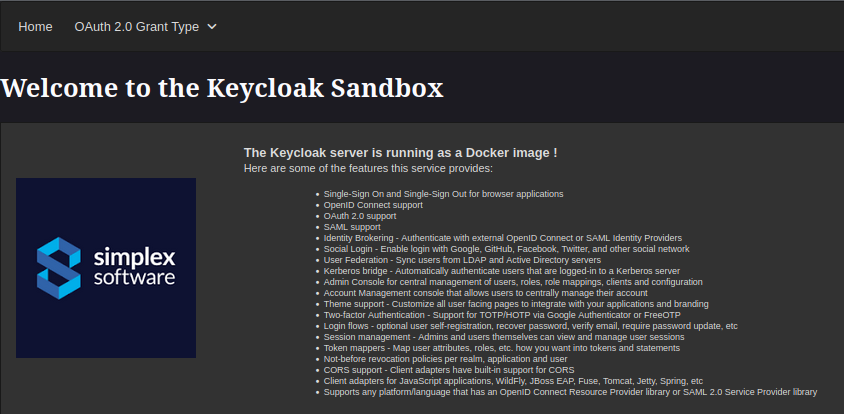 Home OAuth 2.0 Grant Type
Welcome to the Keycloak Sandbox
The Keycloak server is running as a Docker image !
Here are some of the features this service provides:
simplex
software
• Single-Sign On and Single-Sign Out for browser applications
• OpenID Connect support
• OAuth 2.0 support
• SAML support
• Identity Brokering - Authenticate with external OpenID Connect or SAML Identity Providers
• Social Login - Enable login with Google, GitHub, Facebook, Twitter, and other social network
• User Federation - Sync users from LDAP and Active Directory servers
• Kerberos bridge - Automatically authenticate users that are logged-in to a Kerberos server
• Admin Console for central management of users, roles, role mappings, clients and configuration
• Account Management console that allows users to centrally manage their account
• Theme support - Customize all user facing pages to integrate with your applications and branding
• Two-factor Authentication - Support for TOTP/HOTP via Google Authenticator or FreeOTP
• Login flows - optional user self-registration, recover password, verify email, require password update, etc
• Session management - Admins and users themselves can view and manage user sessions
• Token mappers - Map user attributes, roles, etc. how you want into tokens and statements
• Not-before revocation policies per realm, application and user
• CORS support - Client adapters have built-in support for CORS
• Client adapters for JavaScript applications, WildFly, JBoss EAP, Fuse, Tomcat, Jetty, Spring, etc
• Supports any platform/language that has an OpenID Connect Resource Provider library or SAML 2.0 Service Provider library